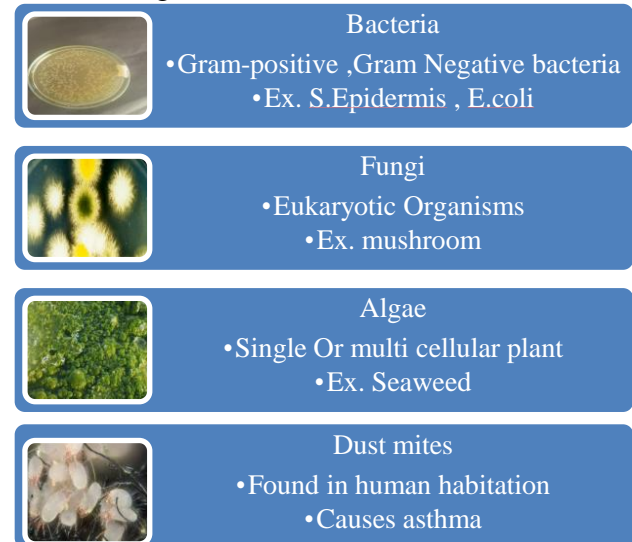 Bacteria
•Gram-positive ,Gram Negative bacteria
•Ex. S.Epidermis , E.coli
Fungi
•Eukaryotic Organisms
•Ex. mushroom
Algae
•Single Or multi cellular plant
•Ex. Seaweed
Dust mites
•Found in human habitation
•Causes asthma